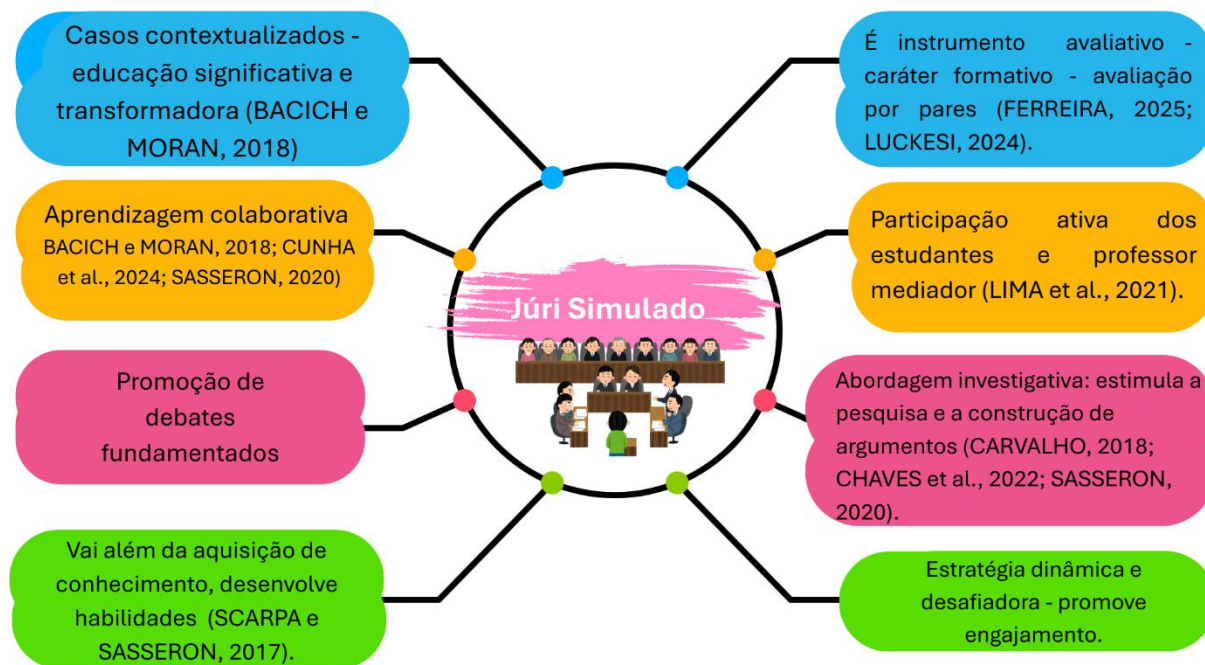 Casos contextualizados -
educação significativa e
transformadora (BACICH e
MORAN, 2018)
Aprendizagem colaborativa
BACICH e MORAN, 2018; CUNHA
et al., 2024; SASSERON, 2020)
Promoção de
debates
fundamentados
Vai além da aquisição de
conhecimento, desenvolve
habilidades (SCARPA e
SASSERON, 2017).
Júri Simulado
É instrumento avaliativo -
caráter formativo - avaliação
por pares (FERREIRA, 2025;
LUCKESI, 2024).
Participação ativa dos
estudantes e professor
mediador (LIMA et al., 2021).
Abordagem investigativa: estimula a
pesquisa e a construção de
argumentos (CARVALHO, 2018;
CHAVES et al., 2022; SASSERON,
2020).
Estratégia dinâmica e
desafiadora - promove
engajamento.